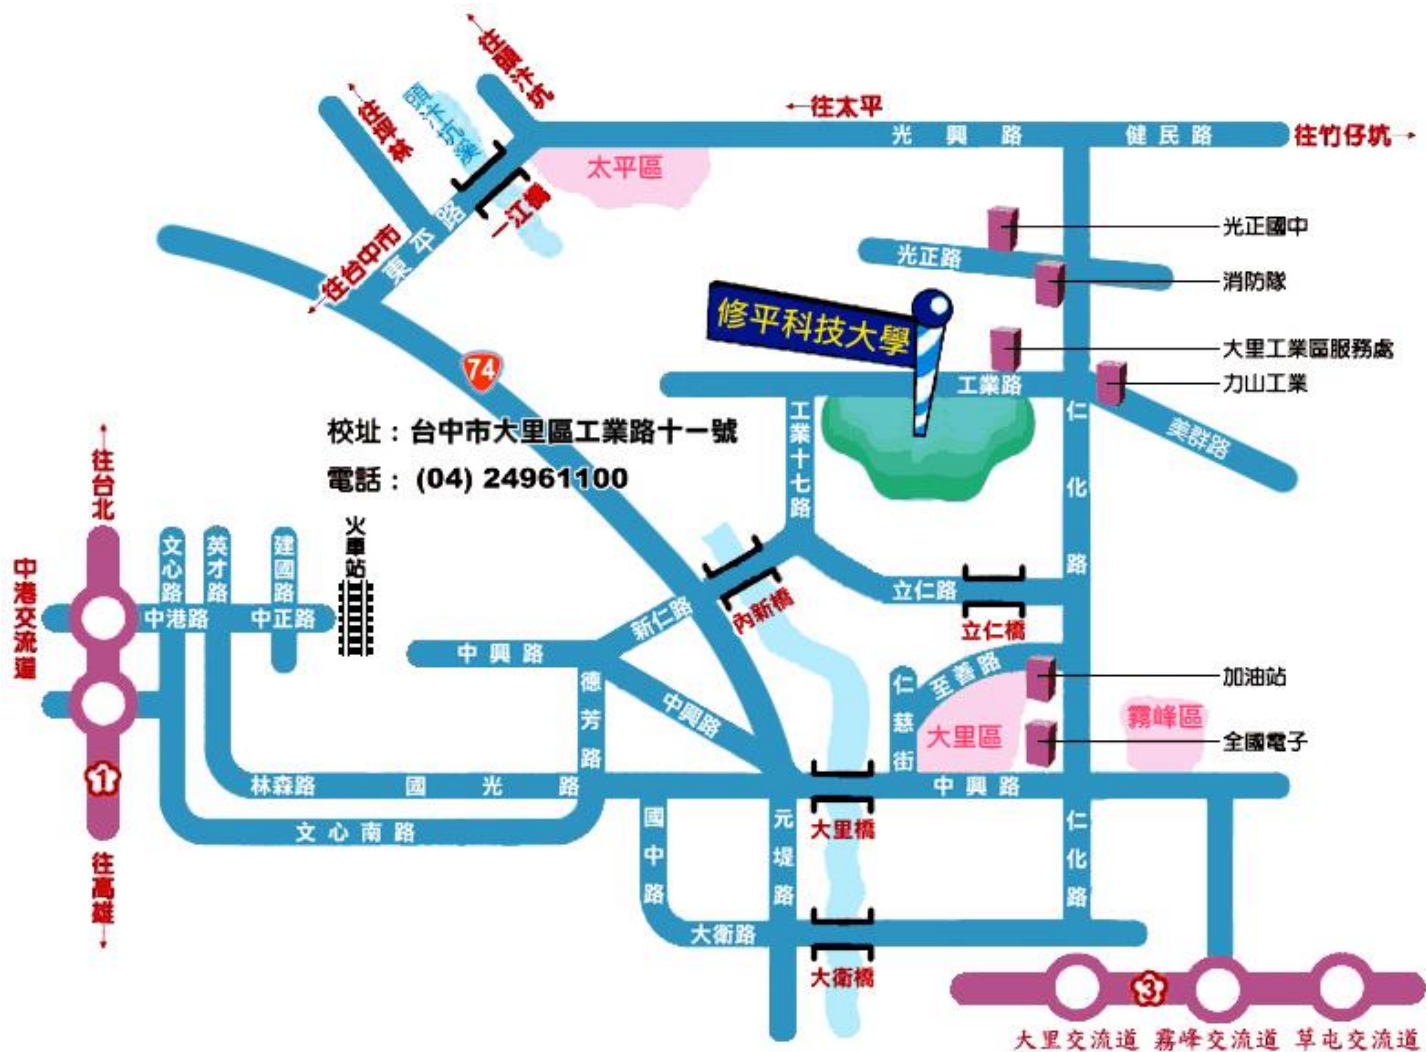 往頭汴坑
往坪林
頭汴坑溪
往太平
光興路
健民路
往竹仔坑
太平區
一江橋
東平路
往台中市
光正國中
光正路
消防隊
修平科技大學
大里工業區服務處
工業路
力山工業
74
美群路
工業十七路
仁化路
校址：台中市大里區工業路十一號
電話： (04) 24961100
往台北
中港交流道
文心路
英才路
建國路
火車站
中港路
中正路
新仁路
內新橋
立仁路
立仁橋
中興路
德芳路
中興路
仁慈街
至善路
加油站
大里區
霧峰區
全國電子
1
林森路
國光路
中興路
文心南路
國中路
元堤路
大里橋
仁化路
往高雄
大衛路
大衛橋
3
大里交流道
霧峰交流道
草屯交流道